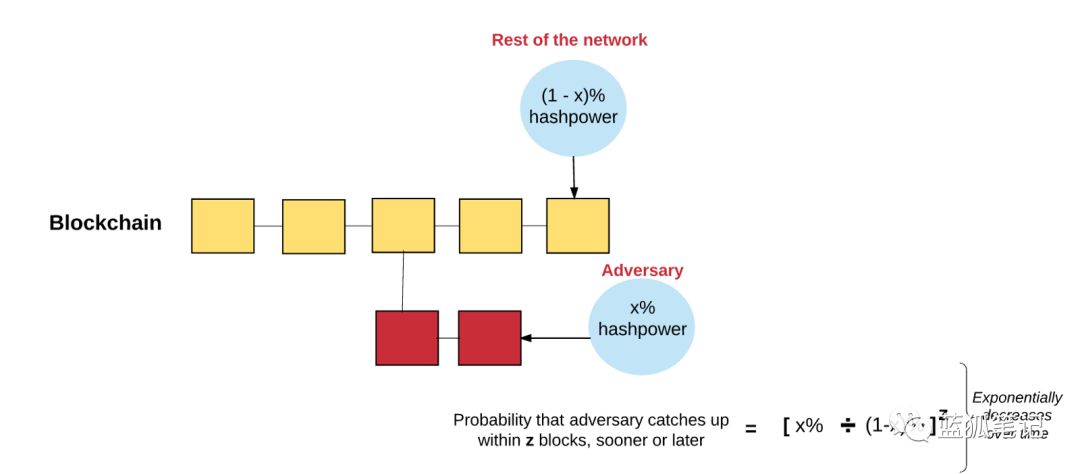 Rest of the network
(1 - x)%
hashpower
Blockchain
Adversary
x%
hashpower
Probability that adversary catches up
within z blocks, sooner or later
= [ x% ÷ (1-x)%]z
Exponentially
decreases
over time
蓝狐笔记